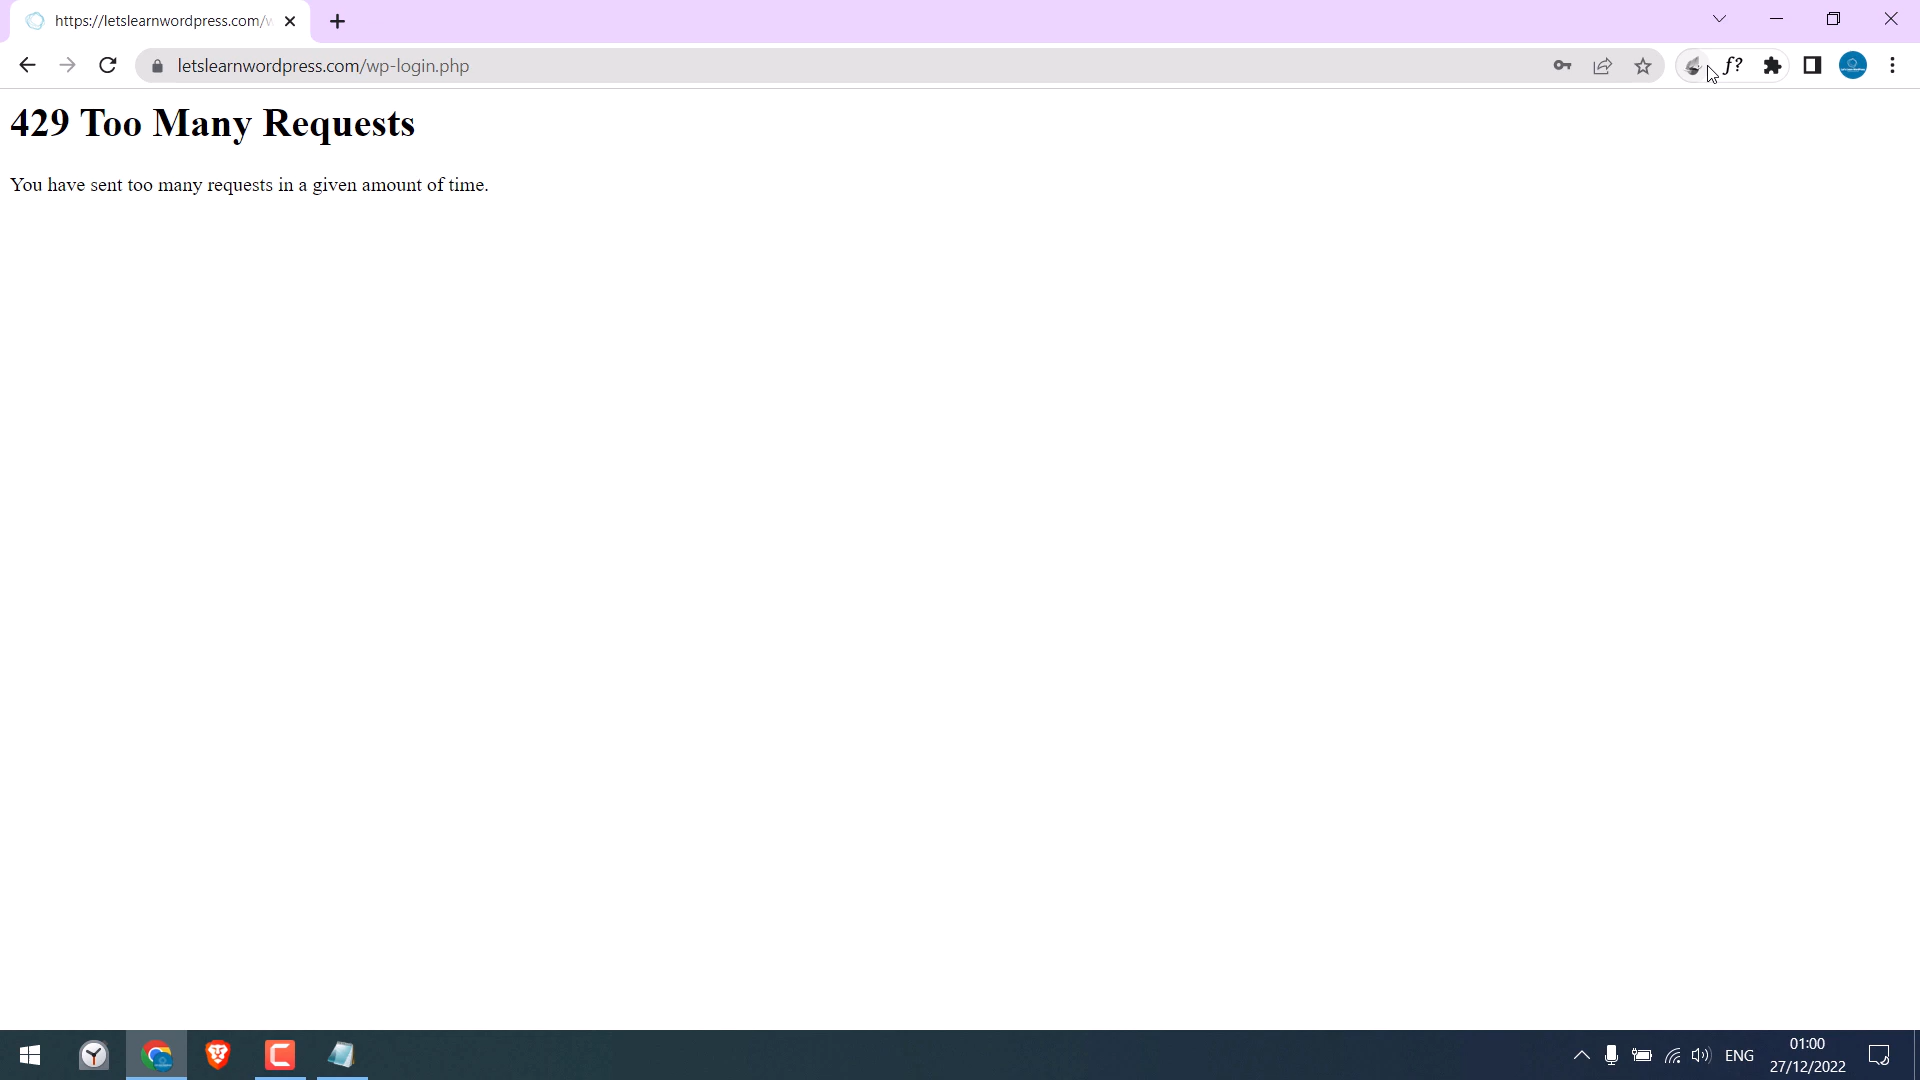 https://letslearnwordpress.com/w
letslearnwordpress.com/wp-login.php
f?
429 Too Many Requests
You have sent too many requests in a given amount of time.
ENG
01:00
27/12/2022